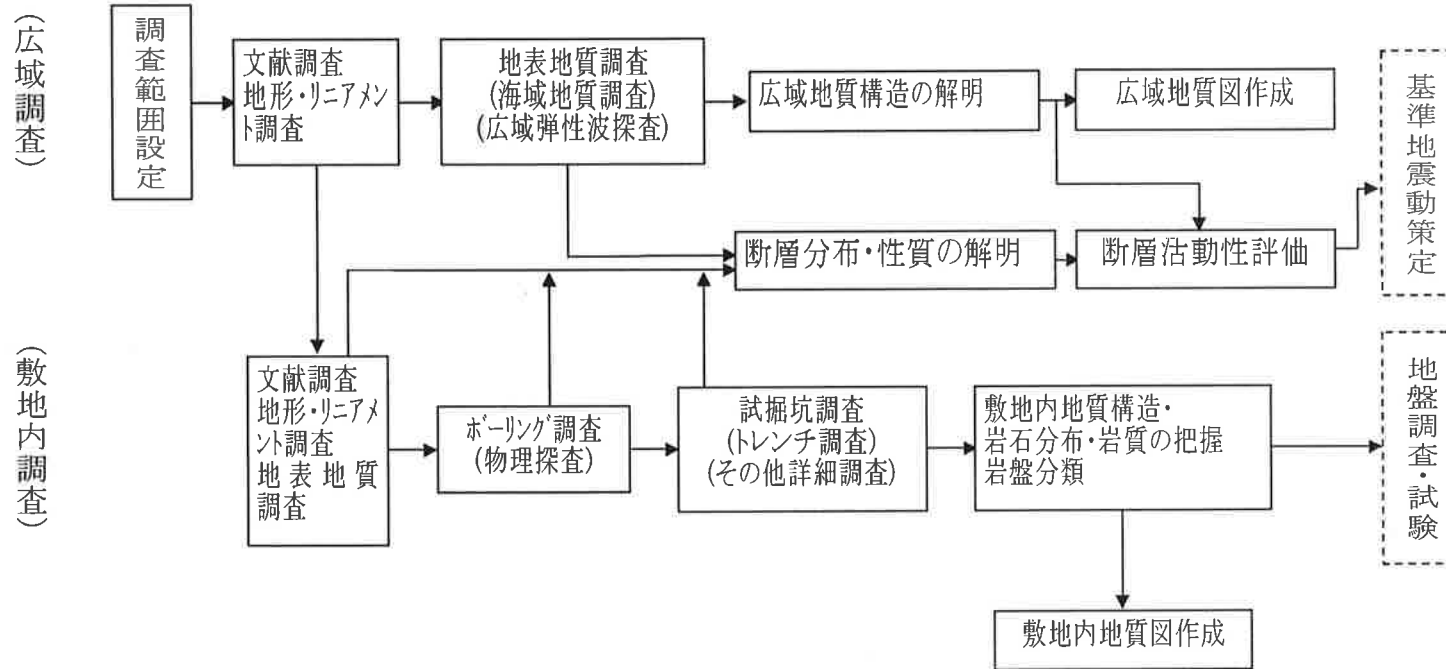 (広域調査)
調査範囲設定
文献調査
地形・リニアメン
ト調査
地表地質調査
(海域地質調査)
(広域弾性波探査)
広域地質構造の解明
広域地質図作成
基準地震動策定
断層分布・性質の解明
断層活動性評価
(敷地内調査)
文献調査
地形・リニアメ
ント調査
地表地質
調査
ボーリング調査
(物理探査)
試掘坑調査
(トレンチ調査)
(その他詳細調査)
敷地内地質構造・
岩石分布・岩質の把握
岩盤分類
地盤調査・試験
敷地内地質図作成